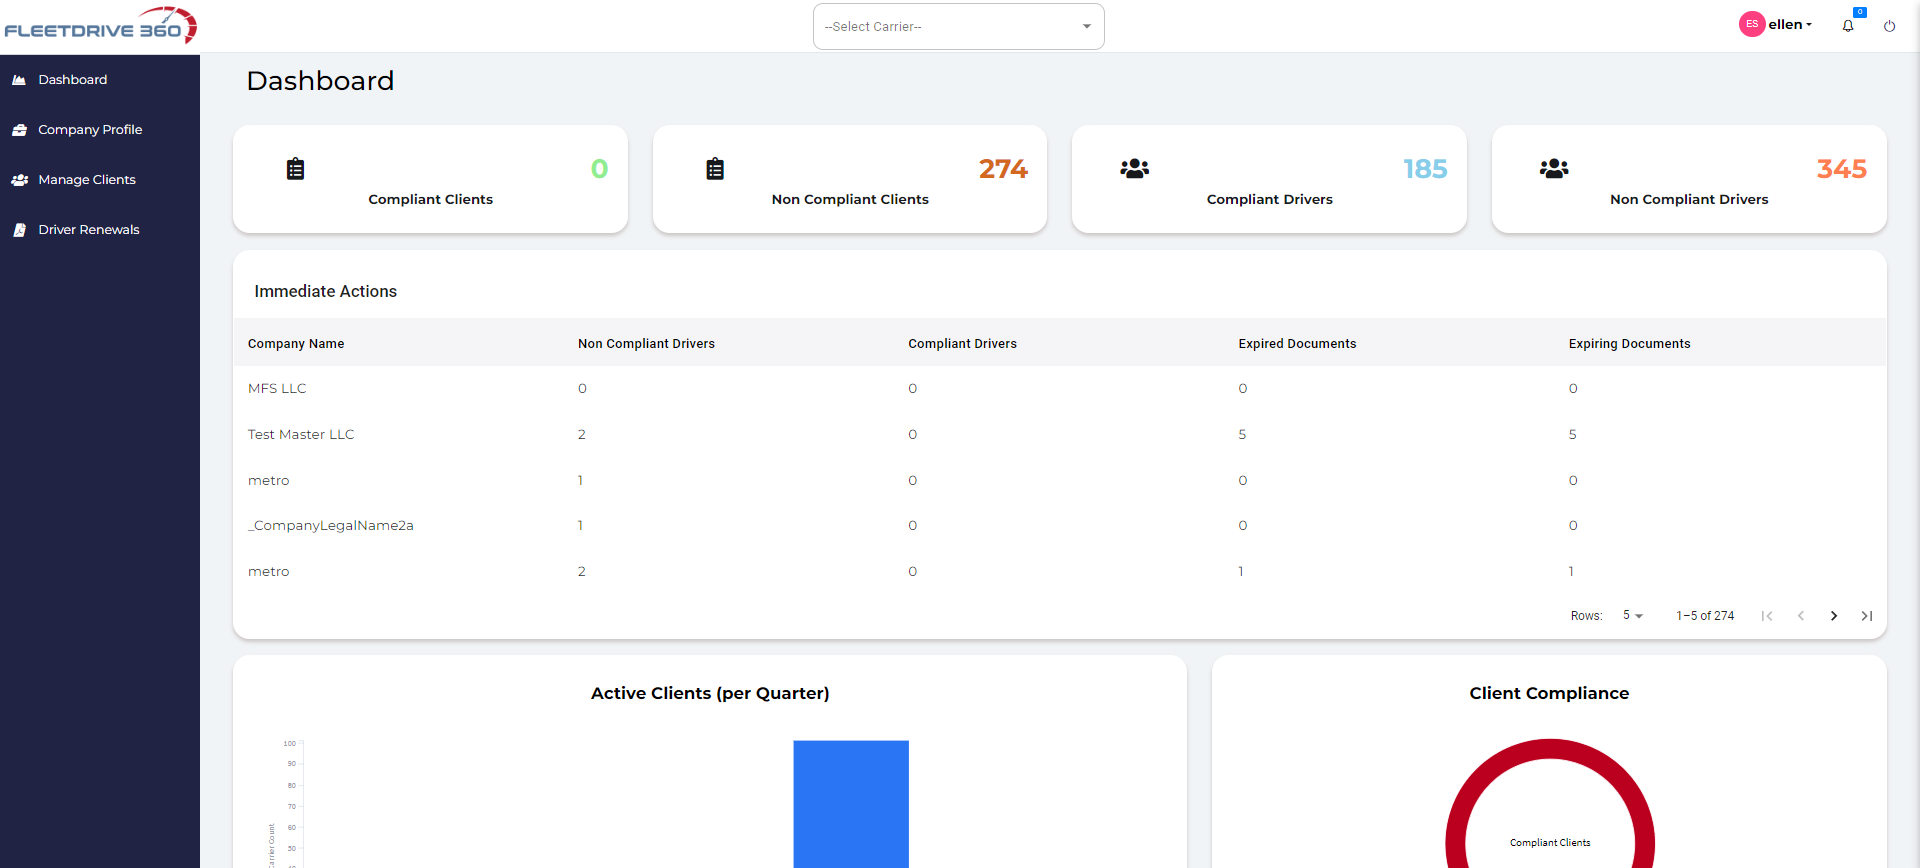 FLEETDRIVE 360
--Select Carrier--
ES ellen
0
Dashboard
Company Profile
Manage Clients
Driver Renewals
Dashboard
0
Compliant Clients
274
Non Compliant Clients
185
Compliant Drivers
345
Non Compliant Drivers
Immediate Actions
Company Name Non Compliant Drivers Compliant Drivers Expired Documents Expiring Documents
MFS LLC 0 0 0 0
Test Master LLC 2 0 5 5
metro 1 0 0 0
_CompanyLegalName2a 1 0 0 0
metro 2 0 1 1
Rows: 5 1–5 of 274
Active Clients (per Quarter)
100
90
80
70
60
50
40
Carrier Count
Client Compliance
Compliant Clients